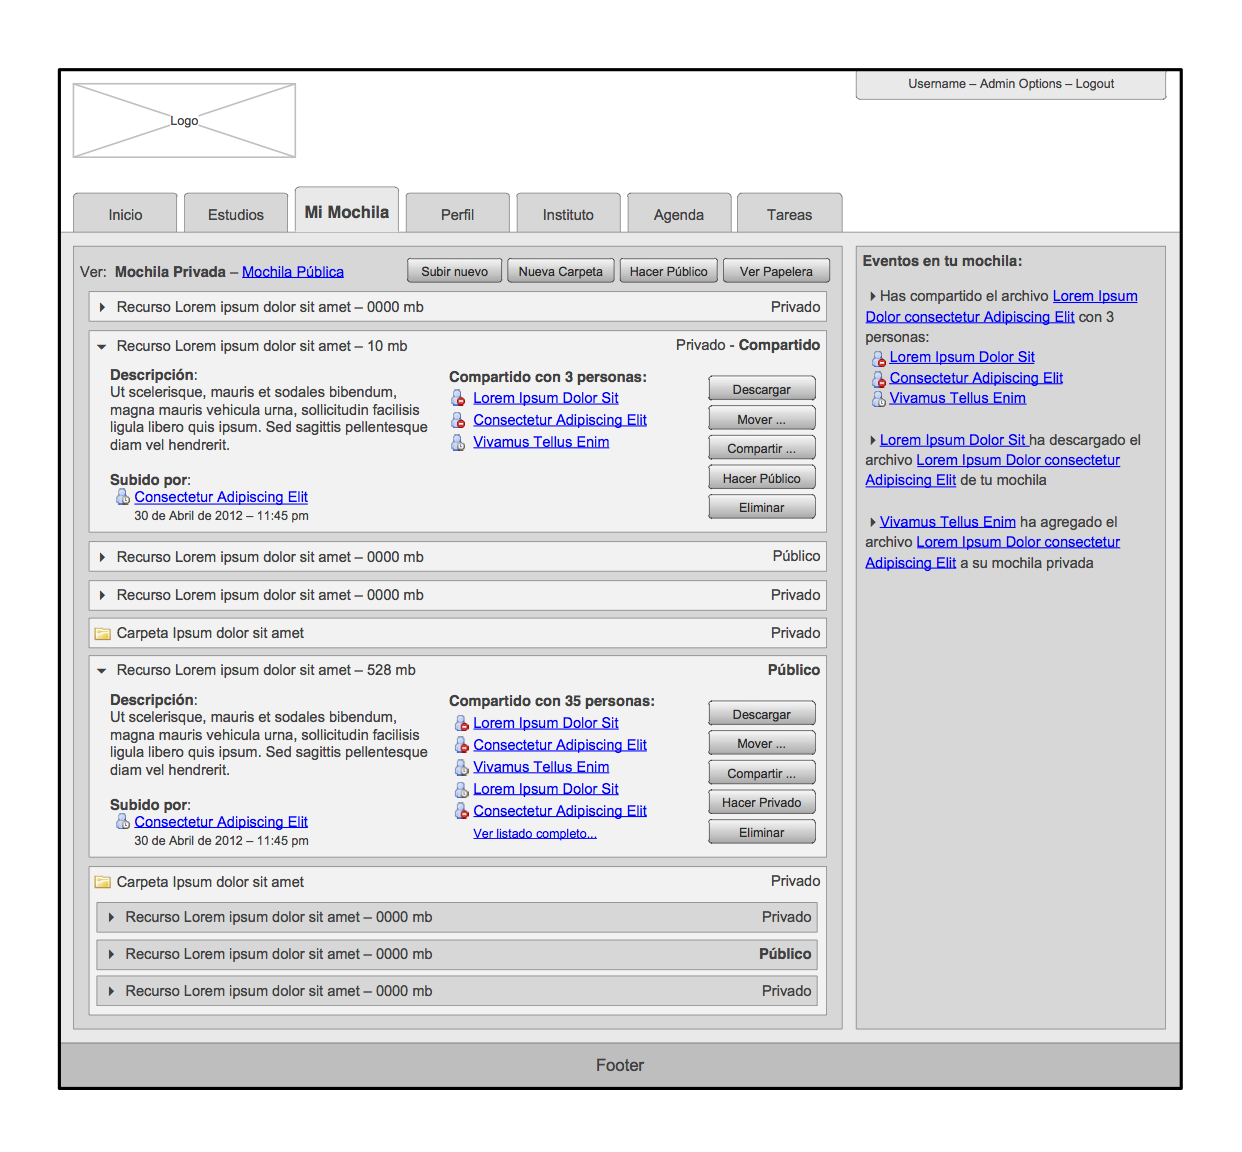 Username – Admin Options – Logout
Logo
Inicio
Estudios
Mi Mochila
Perfil
Instituto
Agenda
Tareas
Ver: Mochila Privada – Mochila Pública
Subir nuevo
Nueva Carpeta
Hacer Público
Ver Papelera
Recurso Lorem ipsum dolor sit amet – 0000 mb
Privado
Recurso Lorem ipsum dolor sit amet – 10 mb
Privado - Compartido
Descripción:
Ut scelerisque, mauris et sodales bibendum,
magna mauris vehicula urna, sollicitudin facilisis
ligula libero quis ipsum. Sed sagittis pellentesque
diam vel hendrerit.
Subido por:
Consectetur Adipiscing Elit
30 de Abril de 2012 – 11:45 pm
Compartido con 3 personas:
Lorem Ipsum Dolor Sit
Consectetur Adipiscing Elit
Vivamus Tellus Enim
Descargar
Mover ...
Compartir ...
Hacer Público
Eliminar
Recurso Lorem ipsum dolor sit amet – 0000 mb
Público
Recurso Lorem ipsum dolor sit amet – 0000 mb
Privado
Carpeta Ipsum dolor sit amet
Privado
Recurso Lorem ipsum dolor sit amet – 528 mb
Público
Descripción:
Ut scelerisque, mauris et sodales bibendum,
magna mauris vehicula urna, sollicitudin facilisis
ligula libero quis ipsum. Sed sagittis pellentesque
diam vel hendrerit.
Subido por:
Consectetur Adipiscing Elit
30 de Abril de 2012 – 11:45 pm
Compartido con 35 personas:
Lorem Ipsum Dolor Sit
Consectetur Adipiscing Elit
Vivamus Tellus Enim
Lorem Ipsum Dolor Sit
Consectetur Adipiscing Elit
Ver listado completo...
Descargar
Mover ...
Compartir ...
Hacer Privado
Eliminar
Carpeta Ipsum dolor sit amet
Privado
Recurso Lorem ipsum dolor sit amet – 0000 mb
Privado
Recurso Lorem ipsum dolor sit amet – 0000 mb
Público
Recurso Lorem ipsum dolor sit amet – 0000 mb
Privado
Eventos en tu mochila:
Has compartido el archivo Lorem Ipsum
Dolor consectetur Adipiscing Elit con 3
personas:
Lorem Ipsum Dolor Sit
Consectetur Adipiscing Elit
Vivamus Tellus Enim
Lorem Ipsum Dolor Sit ha descargado el
archivo Lorem Ipsum Dolor consectetur
Adipiscing Elit de tu mochila
Vivamus Tellus Enim ha agregado el
archivo Lorem Ipsum Dolor consectetur
Adipiscing Elit a su mochila privada
Footer